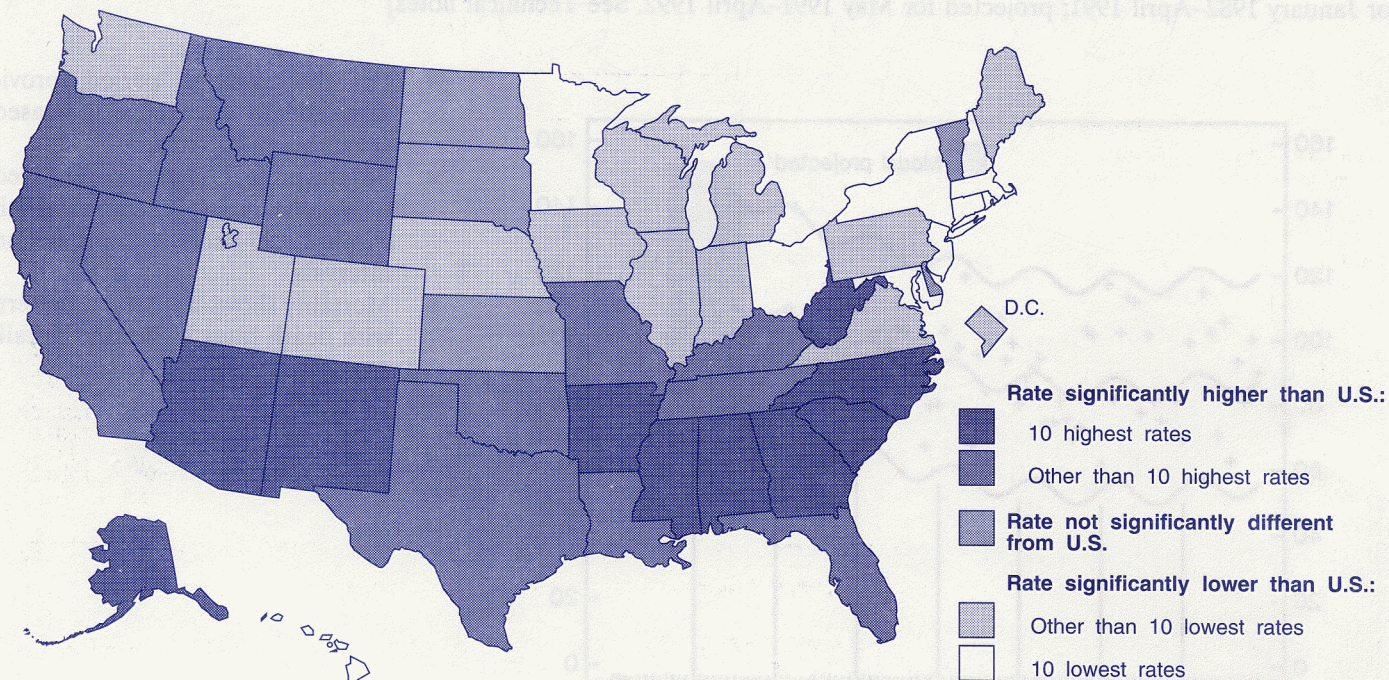 D.C.
Rate significantly higher than U.S.:
10 highest rates
Other than 10 highest rates
Rate not significantly different
from U.S.
Rate significantly lower than U.S.:
Other than 10 lowest rates
10 lowest rates